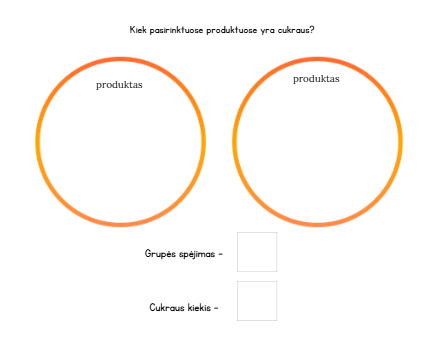 Kiek pasirinktuose produktuose yra cukraus?
produktas
produktas
Grupės spėjimas -
Cukraus kiekis -